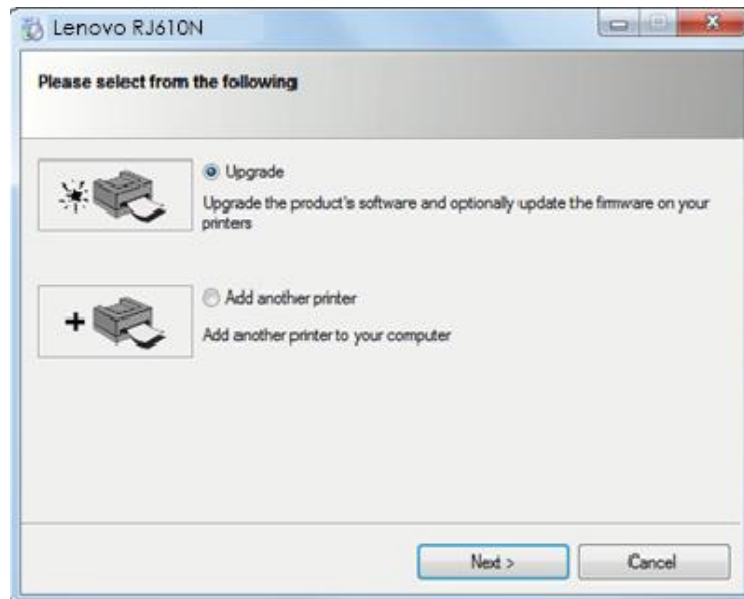 Lenovo RJ610N
Please select from the following
Upgrade
Upgrade the product's software and optionally update the firmware on your
printers
Add another printer
Add another printer to your computer
Next >
Cancel